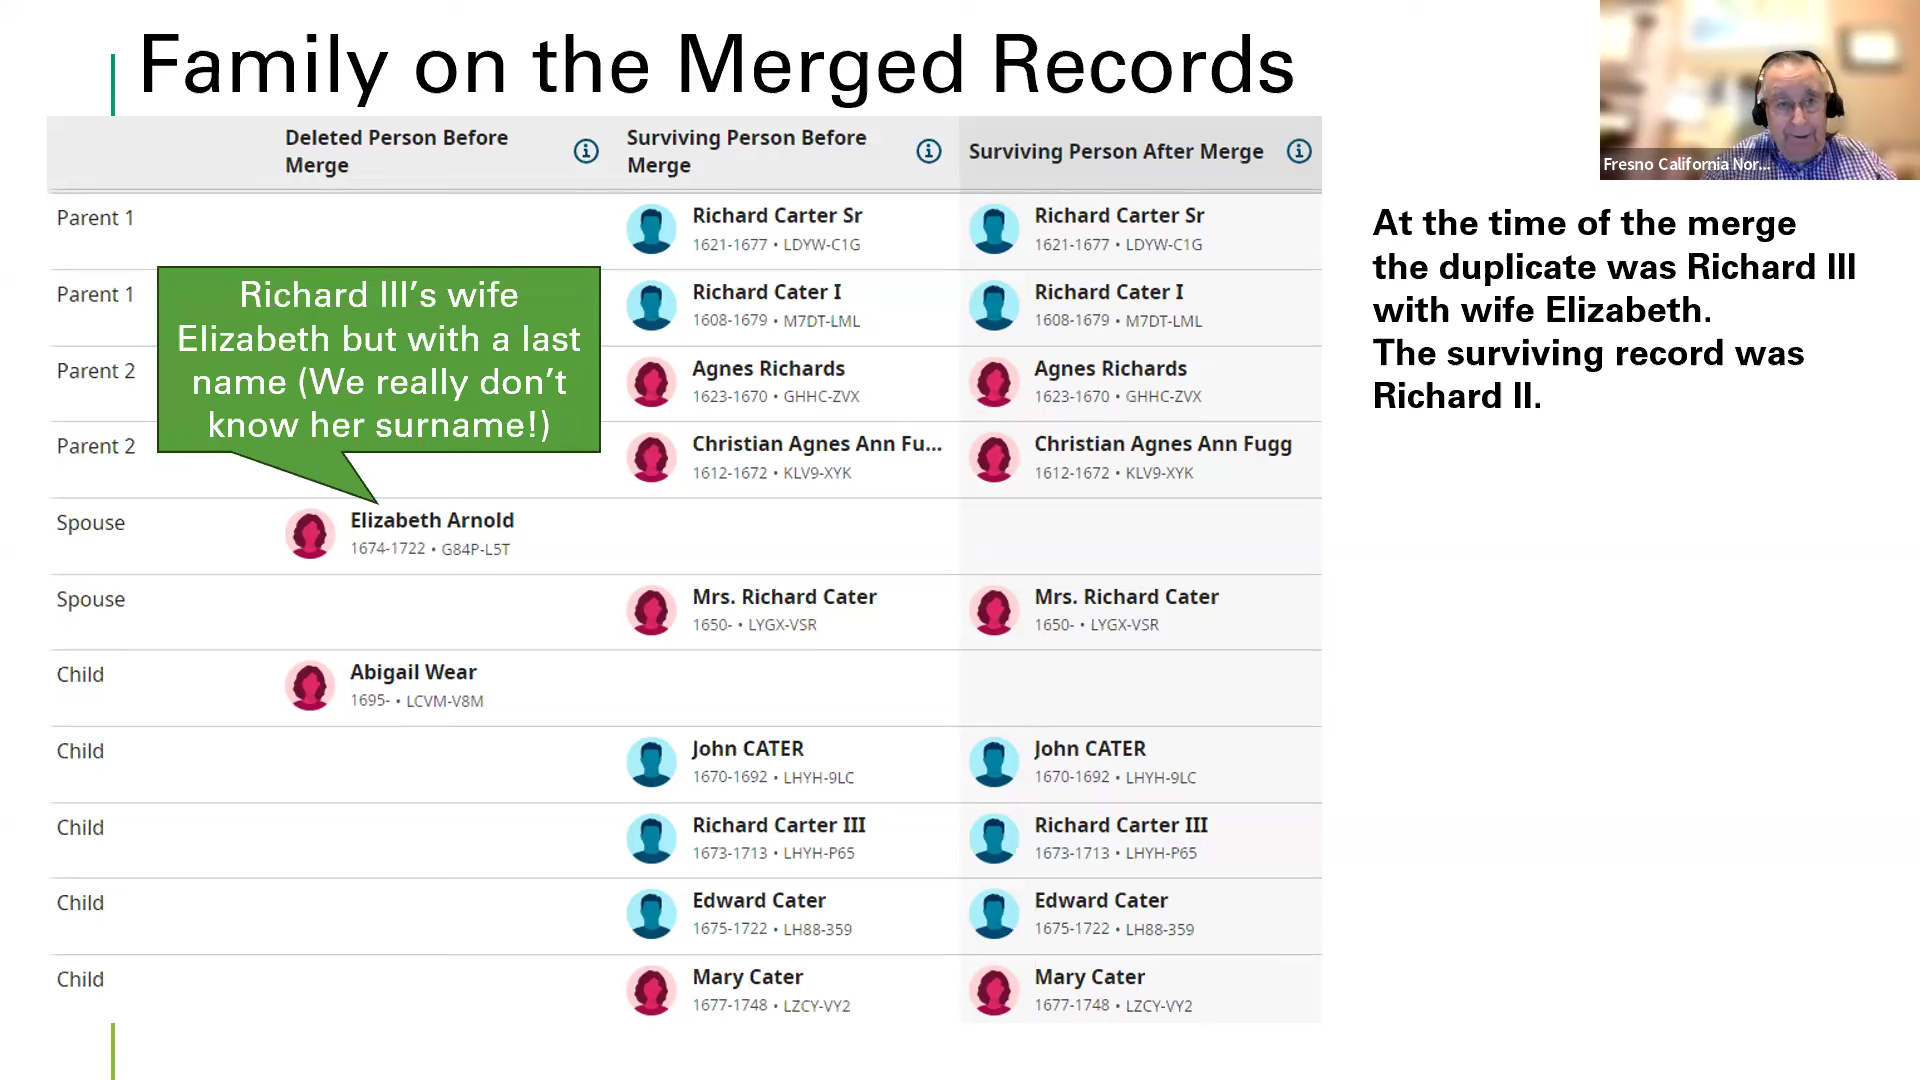 Family on the Merged Records
Fresno California Nor...
Deleted Person Before
Merge
Surviving Person Before
Merge
Surviving Person After Merge
Parent 1
Richard Carter Sr
1621-1677 • LDYW-C1G
Richard Carter Sr
1621-1677 • LDYW-C1G
Parent 1
Richard Cater I
1608-1679 • M7DT-LML
Richard Cater I
1608-1679 • M7DT-LML
Parent 2
Agnes Richards
1623-1670 • GHHC-ZVX
Agnes Richards
1623-1670 • GHHC-ZVX
Parent 2
Christian Agnes Ann Fu...
1612-1672 • KLV9-XYK
Christian Agnes Ann Fugg
1612-1672 • KLV9-XYK
Richard III's wife
Elizabeth but with a last
name (We really don't
know her surname!)
Spouse
Elizabeth Arnold
1674-1722 • G84P-L5T
Spouse
Mrs. Richard Cater
1650- • LYGX-VSR
Mrs. Richard Cater
1650- • LYGX-VSR
Child
Abigail Wear
1695- • LCVM-V8M
Child
John CATER
1670-1692 • LHYH-9LC
John CATER
1670-1692 • LHYH-9LC
Child
Richard Carter III
1673-1713 • LHYH-P65
Richard Carter III
1673-1713 • LHYH-P65
Child
Edward Cater
1675-1722 • LH88-359
Edward Cater
1675-1722 • LH88-359
Child
Mary Cater
1677-1748 • LZCY-VY2
Mary Cater
1677-1748 • LZCY-VY2
At the time of the merge
the duplicate was Richard III
with wife Elizabeth.
The surviving record was
Richard II.